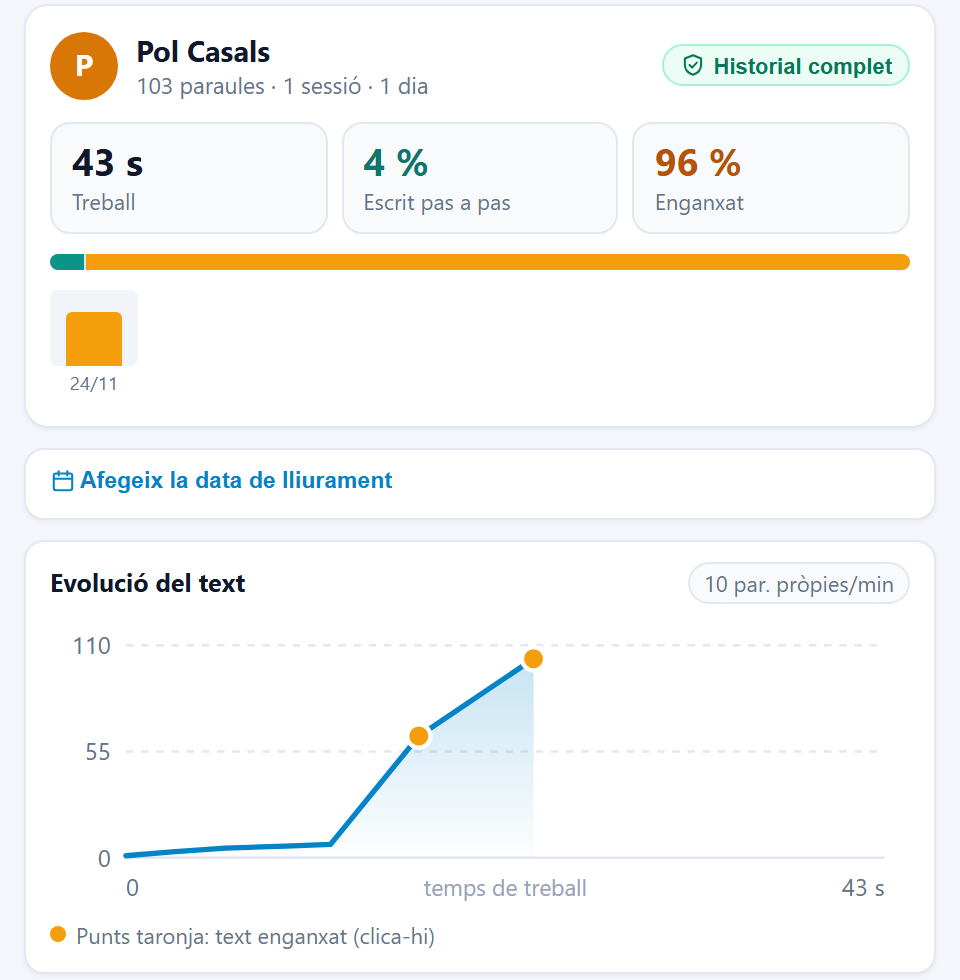 P
Pol Casals
103 paraules · 1 sessió · 1 dia
Historial complet
43 s
Treball
4 %
Escrit pas a pas
96 %
Enganxat
24/11
Afegeix la data de lliurament
Evolució del text
10 par. pròpies/min
110
55
0
0
temps de treball
43 s
Punts taronja: text enganxat (clica-hi)